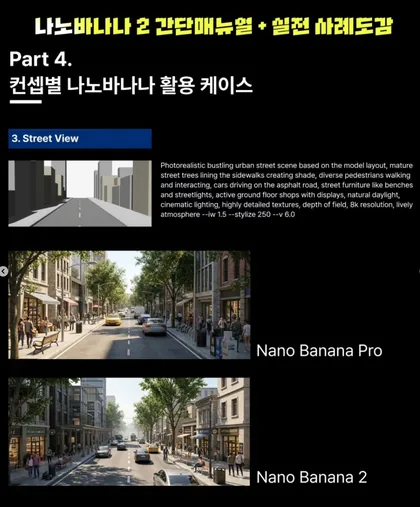 나노바나나 2 간단매뉴얼 + 실전 사례도감
Part 4.
컨셉별 나노바나나 활용 케이스
3. Street View
Photorealistic bustling urban street scene based on the model layout, mature
street trees lining the sidewalks creating shade, diverse pedestrians walking
and interacting, cars driving on the asphalt road, street furniture like benches
and streetlights, active ground floor shops with displays, natural daylight,
cinematic lighting, highly detailed textures, depth of field, 8k resolution, lively
atmosphere --iw 1.5 --stylize 250 --v 6.0
Nano Banana Pro
Nano Banana 2